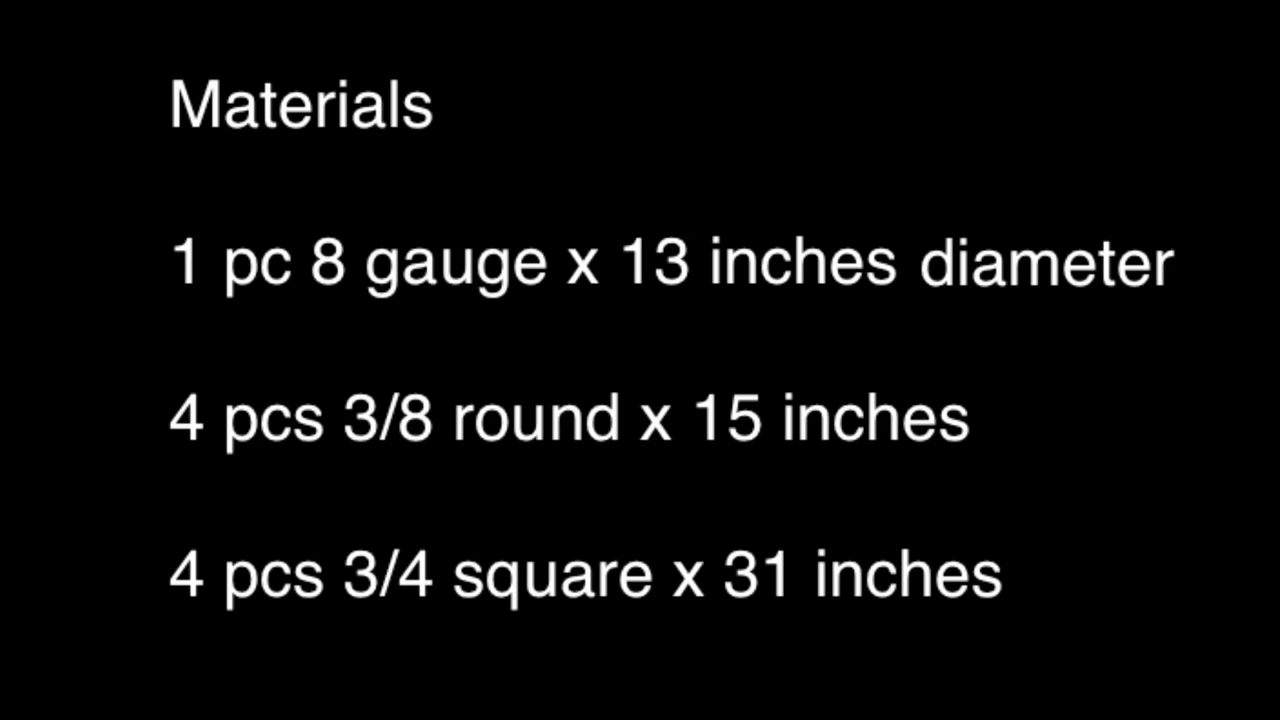 Materials
1 pc 8 gauge x 13 inches diameter
4 pcs 3/8 round x 15 inches
4 pcs 3/4 square x 31 inches